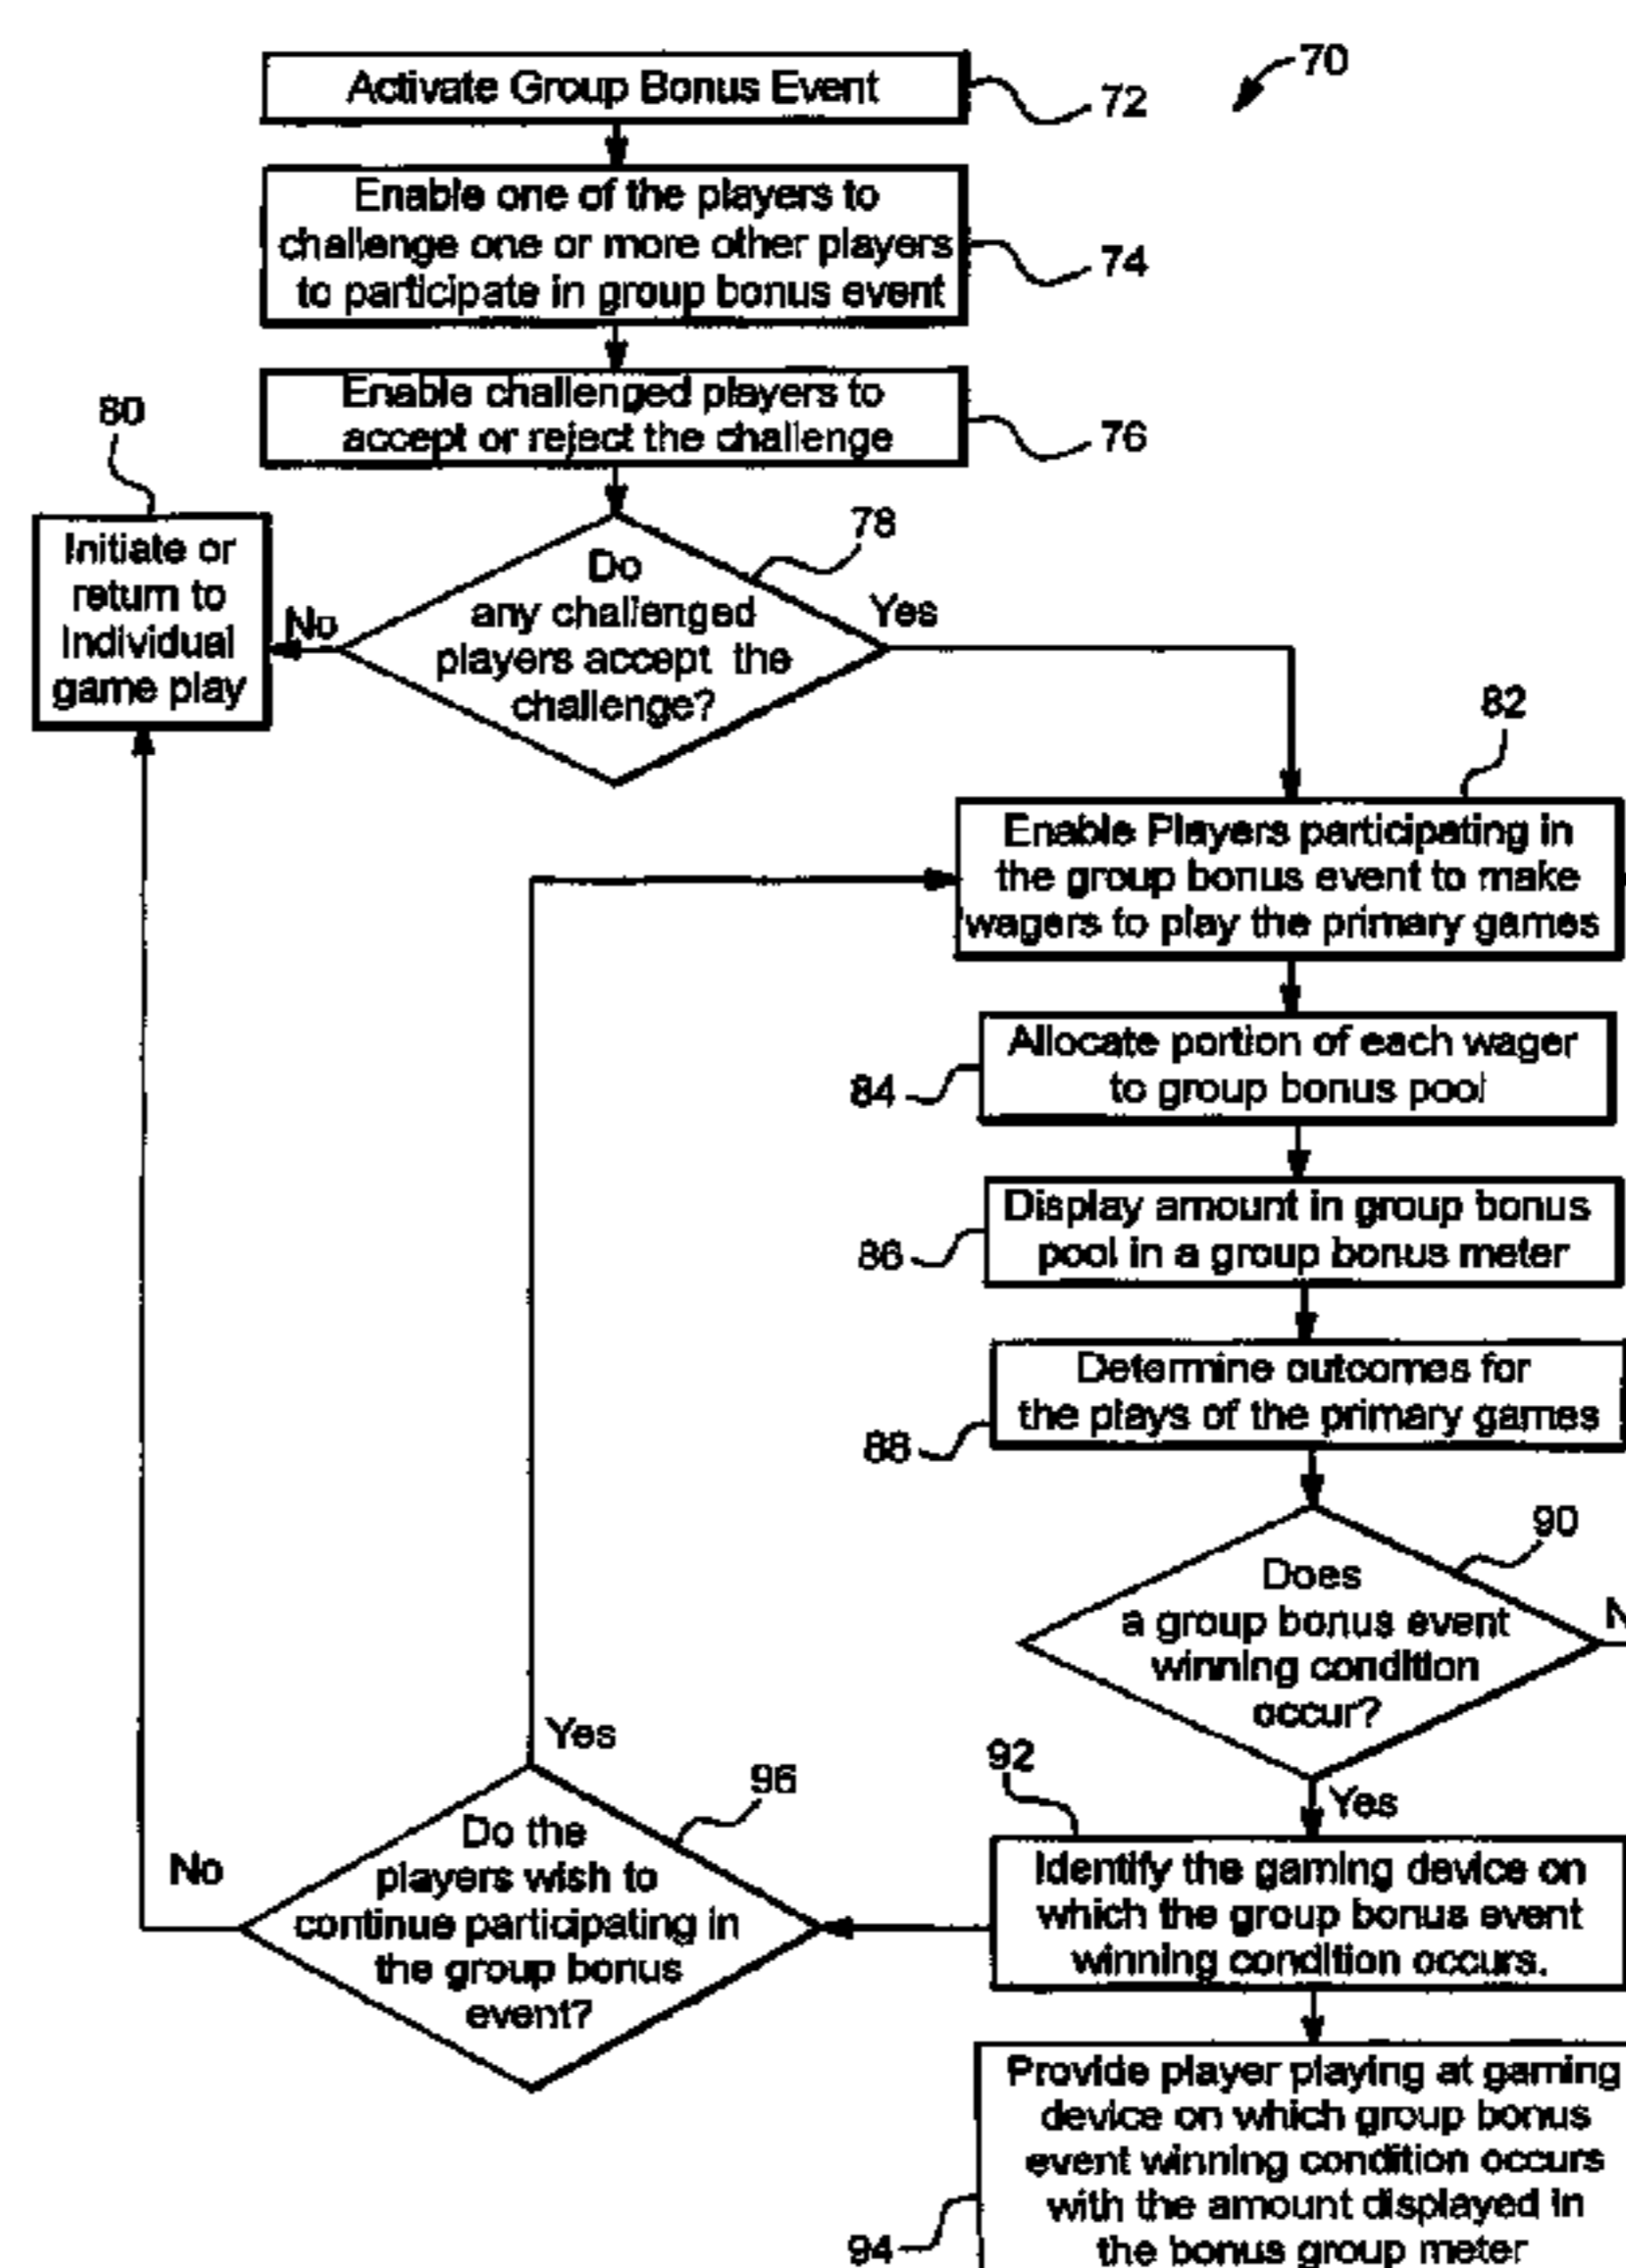 70
Activate Group Bonus Event
72
Enable one of the players to
challenge one or more other players
to participate in group bonus event
74
Enable challenged players to
accept or reject the challenge
76
80
Initiate or
return to
individual
game play
No
78
Do
any challenged
players accept the
challenge?
Yes
82
Enable Players participating in
the group bonus event to make
wagers to play the primary games
Allocate portion of each wager
to group bonus pool
84
Display amount in group bonus
pool in a group bonus meter
86
Determine outcomes for
the plays of the primary games
88
90
Does
a group bonus event
winning condition
occur?
Yes
92
Identify the gaming device on
which the group bonus event
winning condition occurs.
Yes
96
Do the
players wish to
continue participating in
the group bonus
event?
No
Provide player playing at gaming
device on which group bonus
event winning condition occurs
with the amount displayed in
the bonus group meter
94